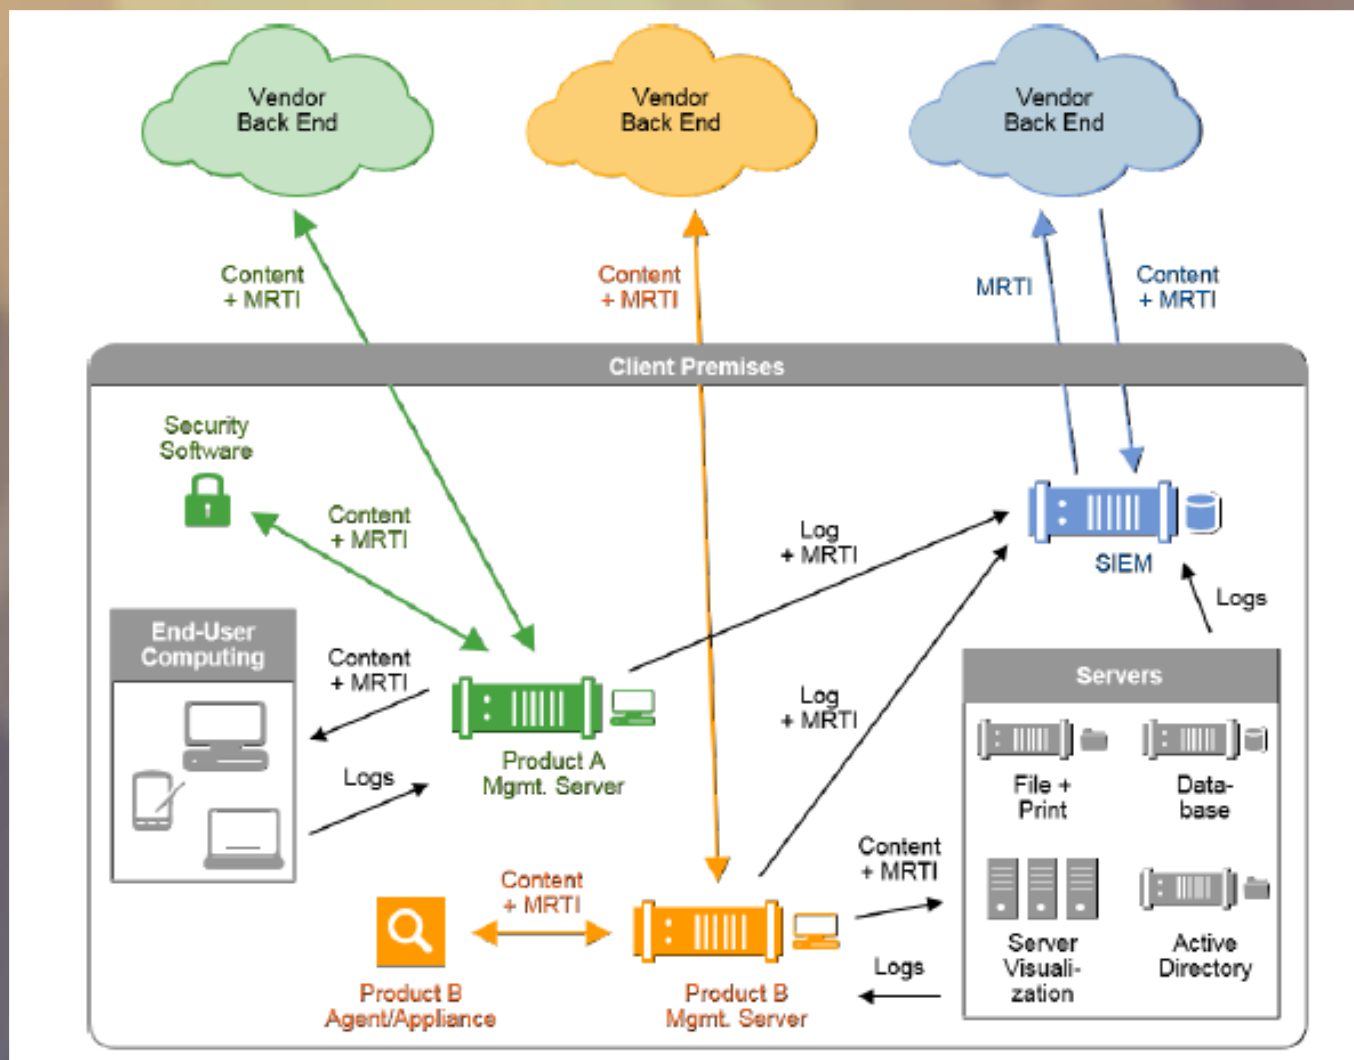 Vendor
Back End
Vendor
Back End
Vendor
Back End
Content
+ MRTI
Content
+ MRTI
MRTI
Content
+ MRTI
Client Premises
Security
Software
Content
+ MRTI
Log
+ MRTI
SIEM
Logs
End-User
Computing
Content
+ MRTI
Servers
Log
+ MRTI
Product A
Mgmt. Server
Logs
File +
Print
Data-
base
Content
+ MRTI
Content
+ MRTI
Server
Visuali-
zation
Active
Directory
Logs
Product B
Agent/Appliance
Product B
Mgmt. Server